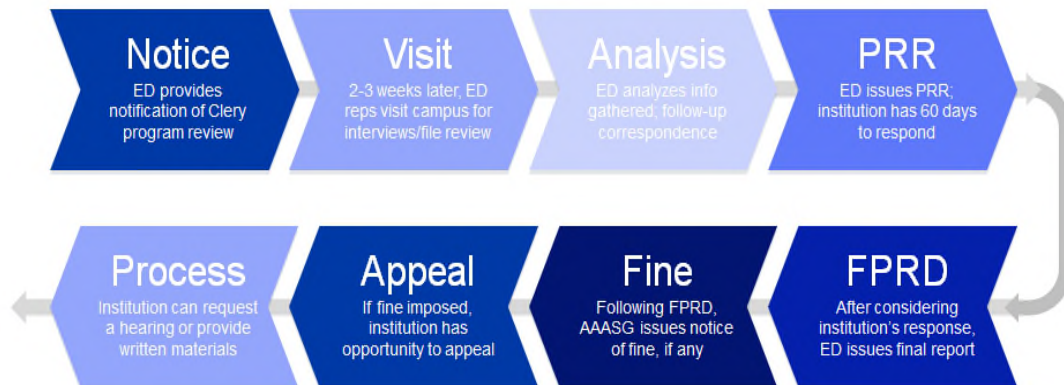 Notice
ED provides
notification of Clery
program review
Visit
2-3 weeks later, ED
reps visit campus for
interviews/file review
Analysis
ED analyzes info
gathered; follow-up
correspondence
PRR
ED issues PRR;
institution has 60 days
to respond
FPRD
After considering
institution's response,
ED issues final report
Fine
Following FPRD,
AAASG issues notice
of fine, if any
Appeal
If fine imposed,
institution has
opportunity to appeal
Process
Institution can request
a hearing or provide
written materials